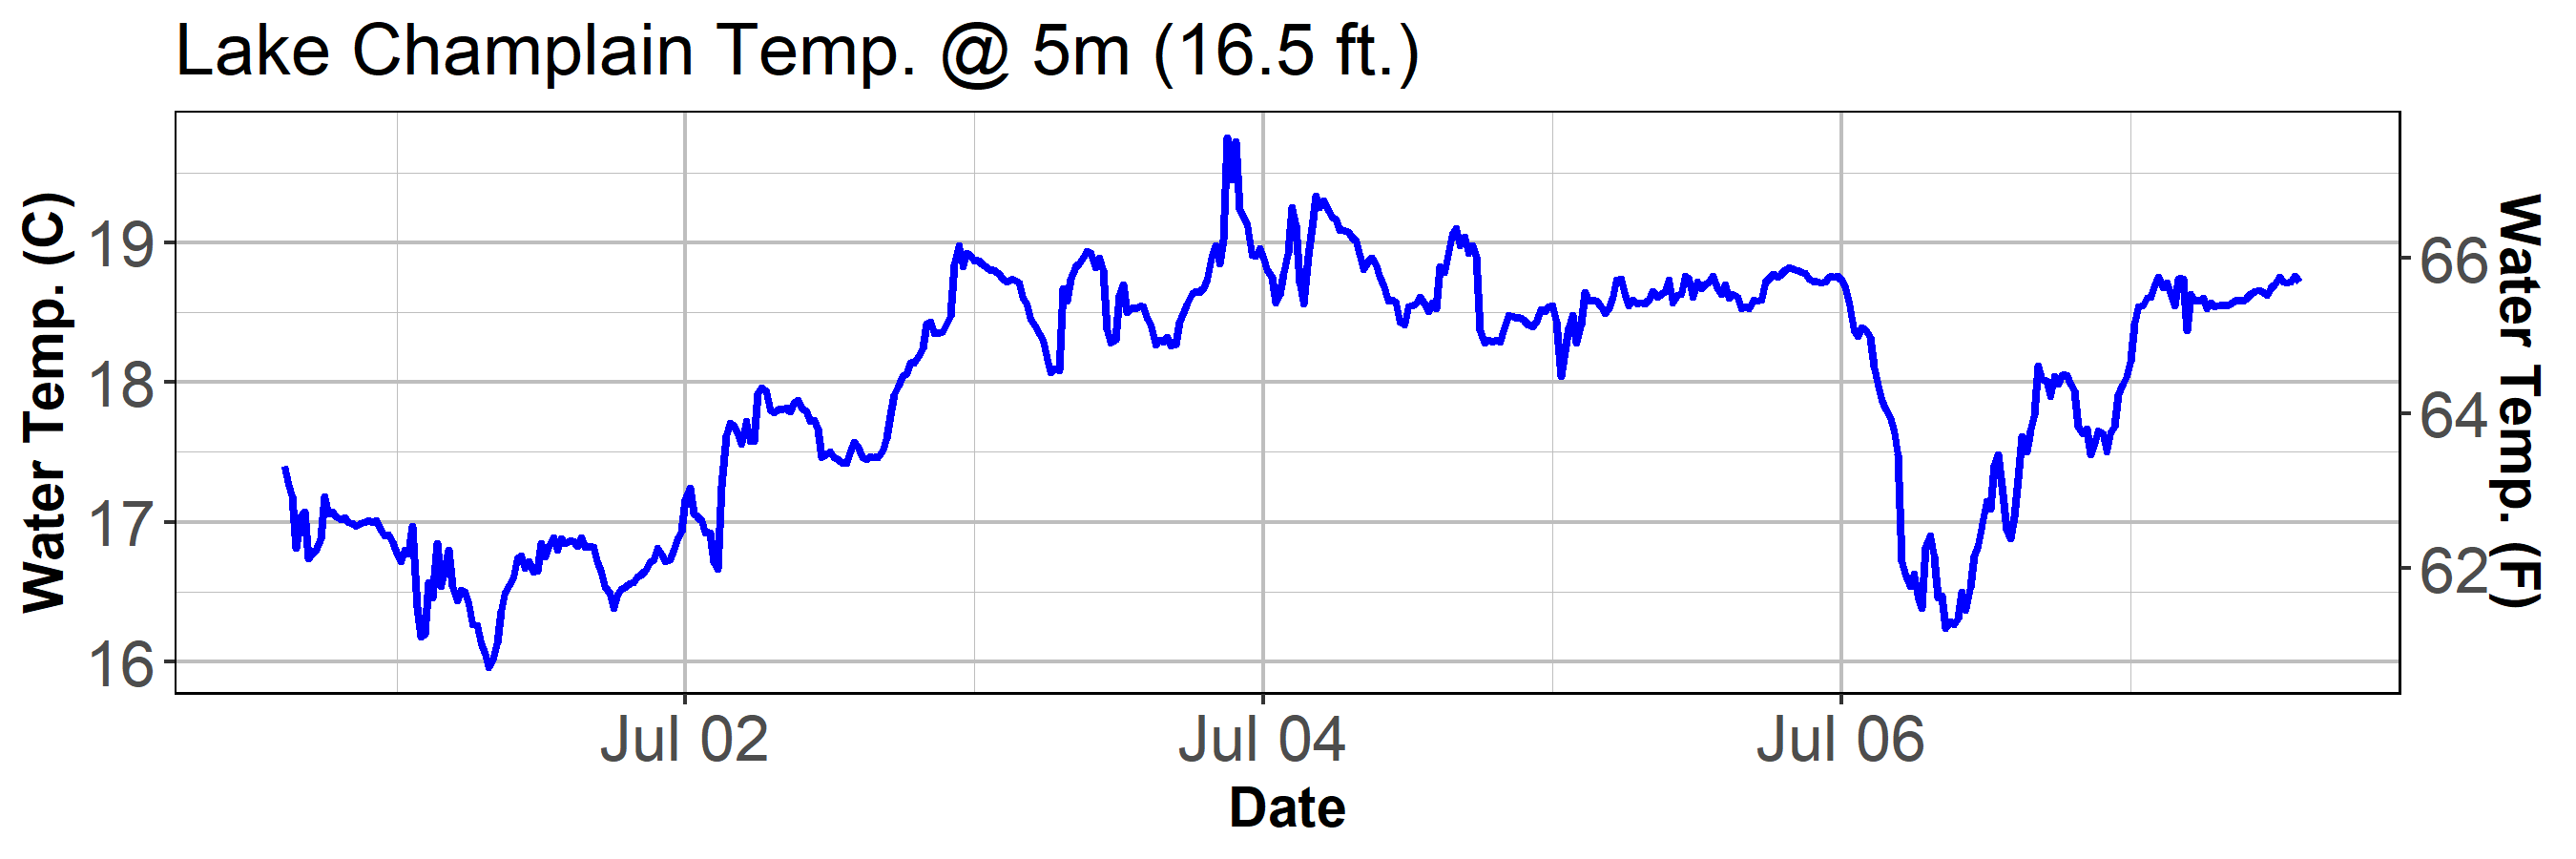 Lake Champlain Temp. @ 5m (16.5 ft.)
Water Temp. (C)
19
18
17
16
66
64
62
Water Temp. (F)
Jul 02
Jul 04
Jul 06
Date